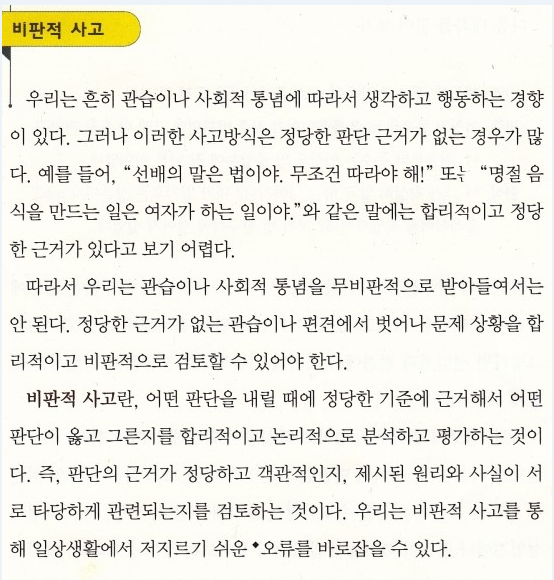 비판적 사고
우리는 흔히 관습이나 사회적 통념에 따라서 생각하고 행동하는 경향
이 있다. 그러나 이러한 사고방식은 정당한 판단 근거가 없는 경우가 많
다. 예를 들어, “선배의 말은 법이야. 무조건 따라야 해!” 또는 “명절 음
식을 만드는 일은 여자가 하는 일이야.”와 같은 말에는 합리적이고 정당
한 근거가 있다고 보기 어렵다.
따라서 우리는 관습이나 사회적 통념을 무비판적으로 받아들여서는
안 된다. 정당한 근거가 없는 관습이나 편견에서 벗어나 문제 상황을 합
리적이고 비판적으로 검토할 수 있어야 한다.
비판적 사고란, 어떤 판단을 내릴 때에 정당한 기준에 근거해서 어떤
판단이 옳고 그른지를 합리적이고 논리적으로 분석하고 평가하는 것이
다. 즉, 판단의 근거가 정당하고 객관적인지, 제시된 원리와 사실이 서
로 타당하게 관련되는지를 검토하는 것이다. 우리는 비판적 사고를 통
해 일상생활에서 저지르기 쉬운 ◆오류를 바로잡을 수 있다.